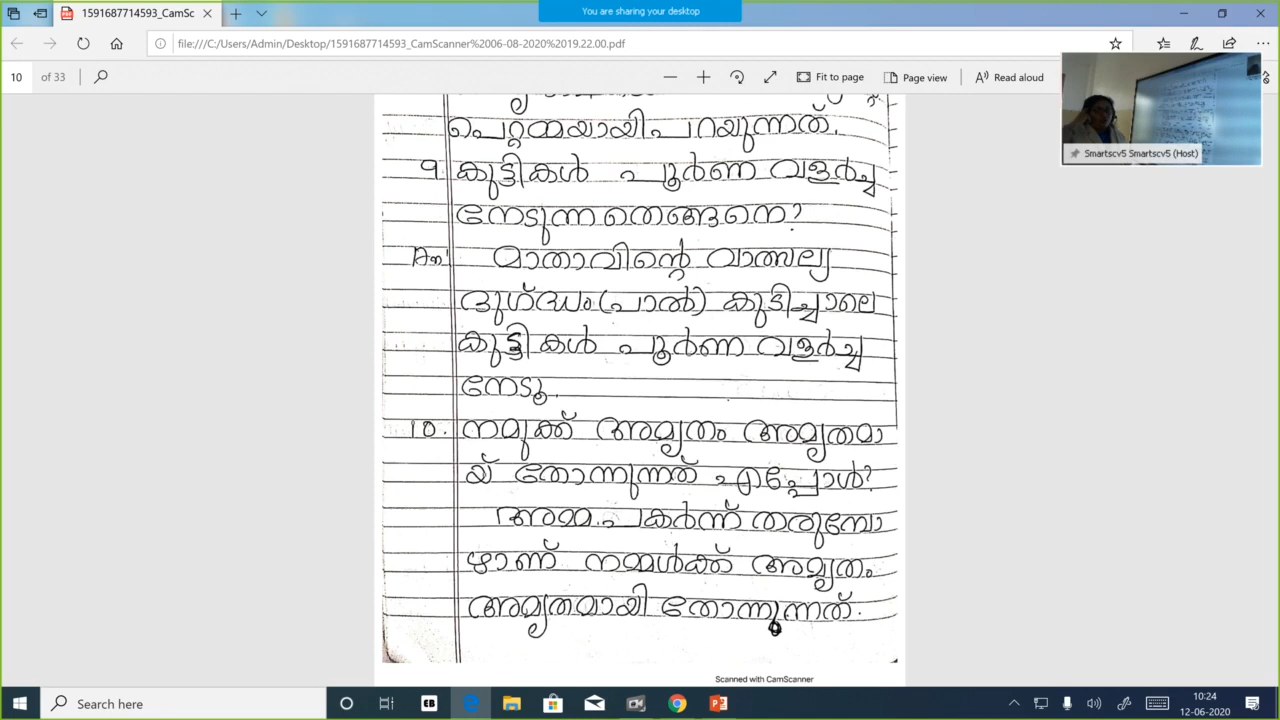 1591687714593_CamSc
You are sharing your desktop
file:///C:/Users/Admin/Desktop/1591687714593_CamScanner%2006-08-2020%2019.22.00.pdf
10 of 33 Fit to page Page view Read aloud
Smartscv5 Smartscv5 (Host)
പെറ്റമ്മയായി പറയുന്നത്.
9. കുട്ടികൾ പൂർണ വളർച്ച
നേടുന്നതെങ്ങനെ?
Ans: മാതാവിന്റെ വാത്സല്യ
ദുഗ്ദ്ധം (പാൽ) കുടിച്ചാലെ
കുട്ടികൾ പൂർണ വളർച്ച
നേടൂ.
10. നമുക്ക് അമൃതം അമൃതമാ
യ് തോന്നുന്നത് എപ്പോൾ?
അമ്മ പകർന്ന് തരുമ്പോ
ഴാണ് നമ്മൾക്ക് അമൃതം
അമൃതമായി തോന്നുന്നത്.
Scanned with CamScanner
Search here
10:24
12-06-2020